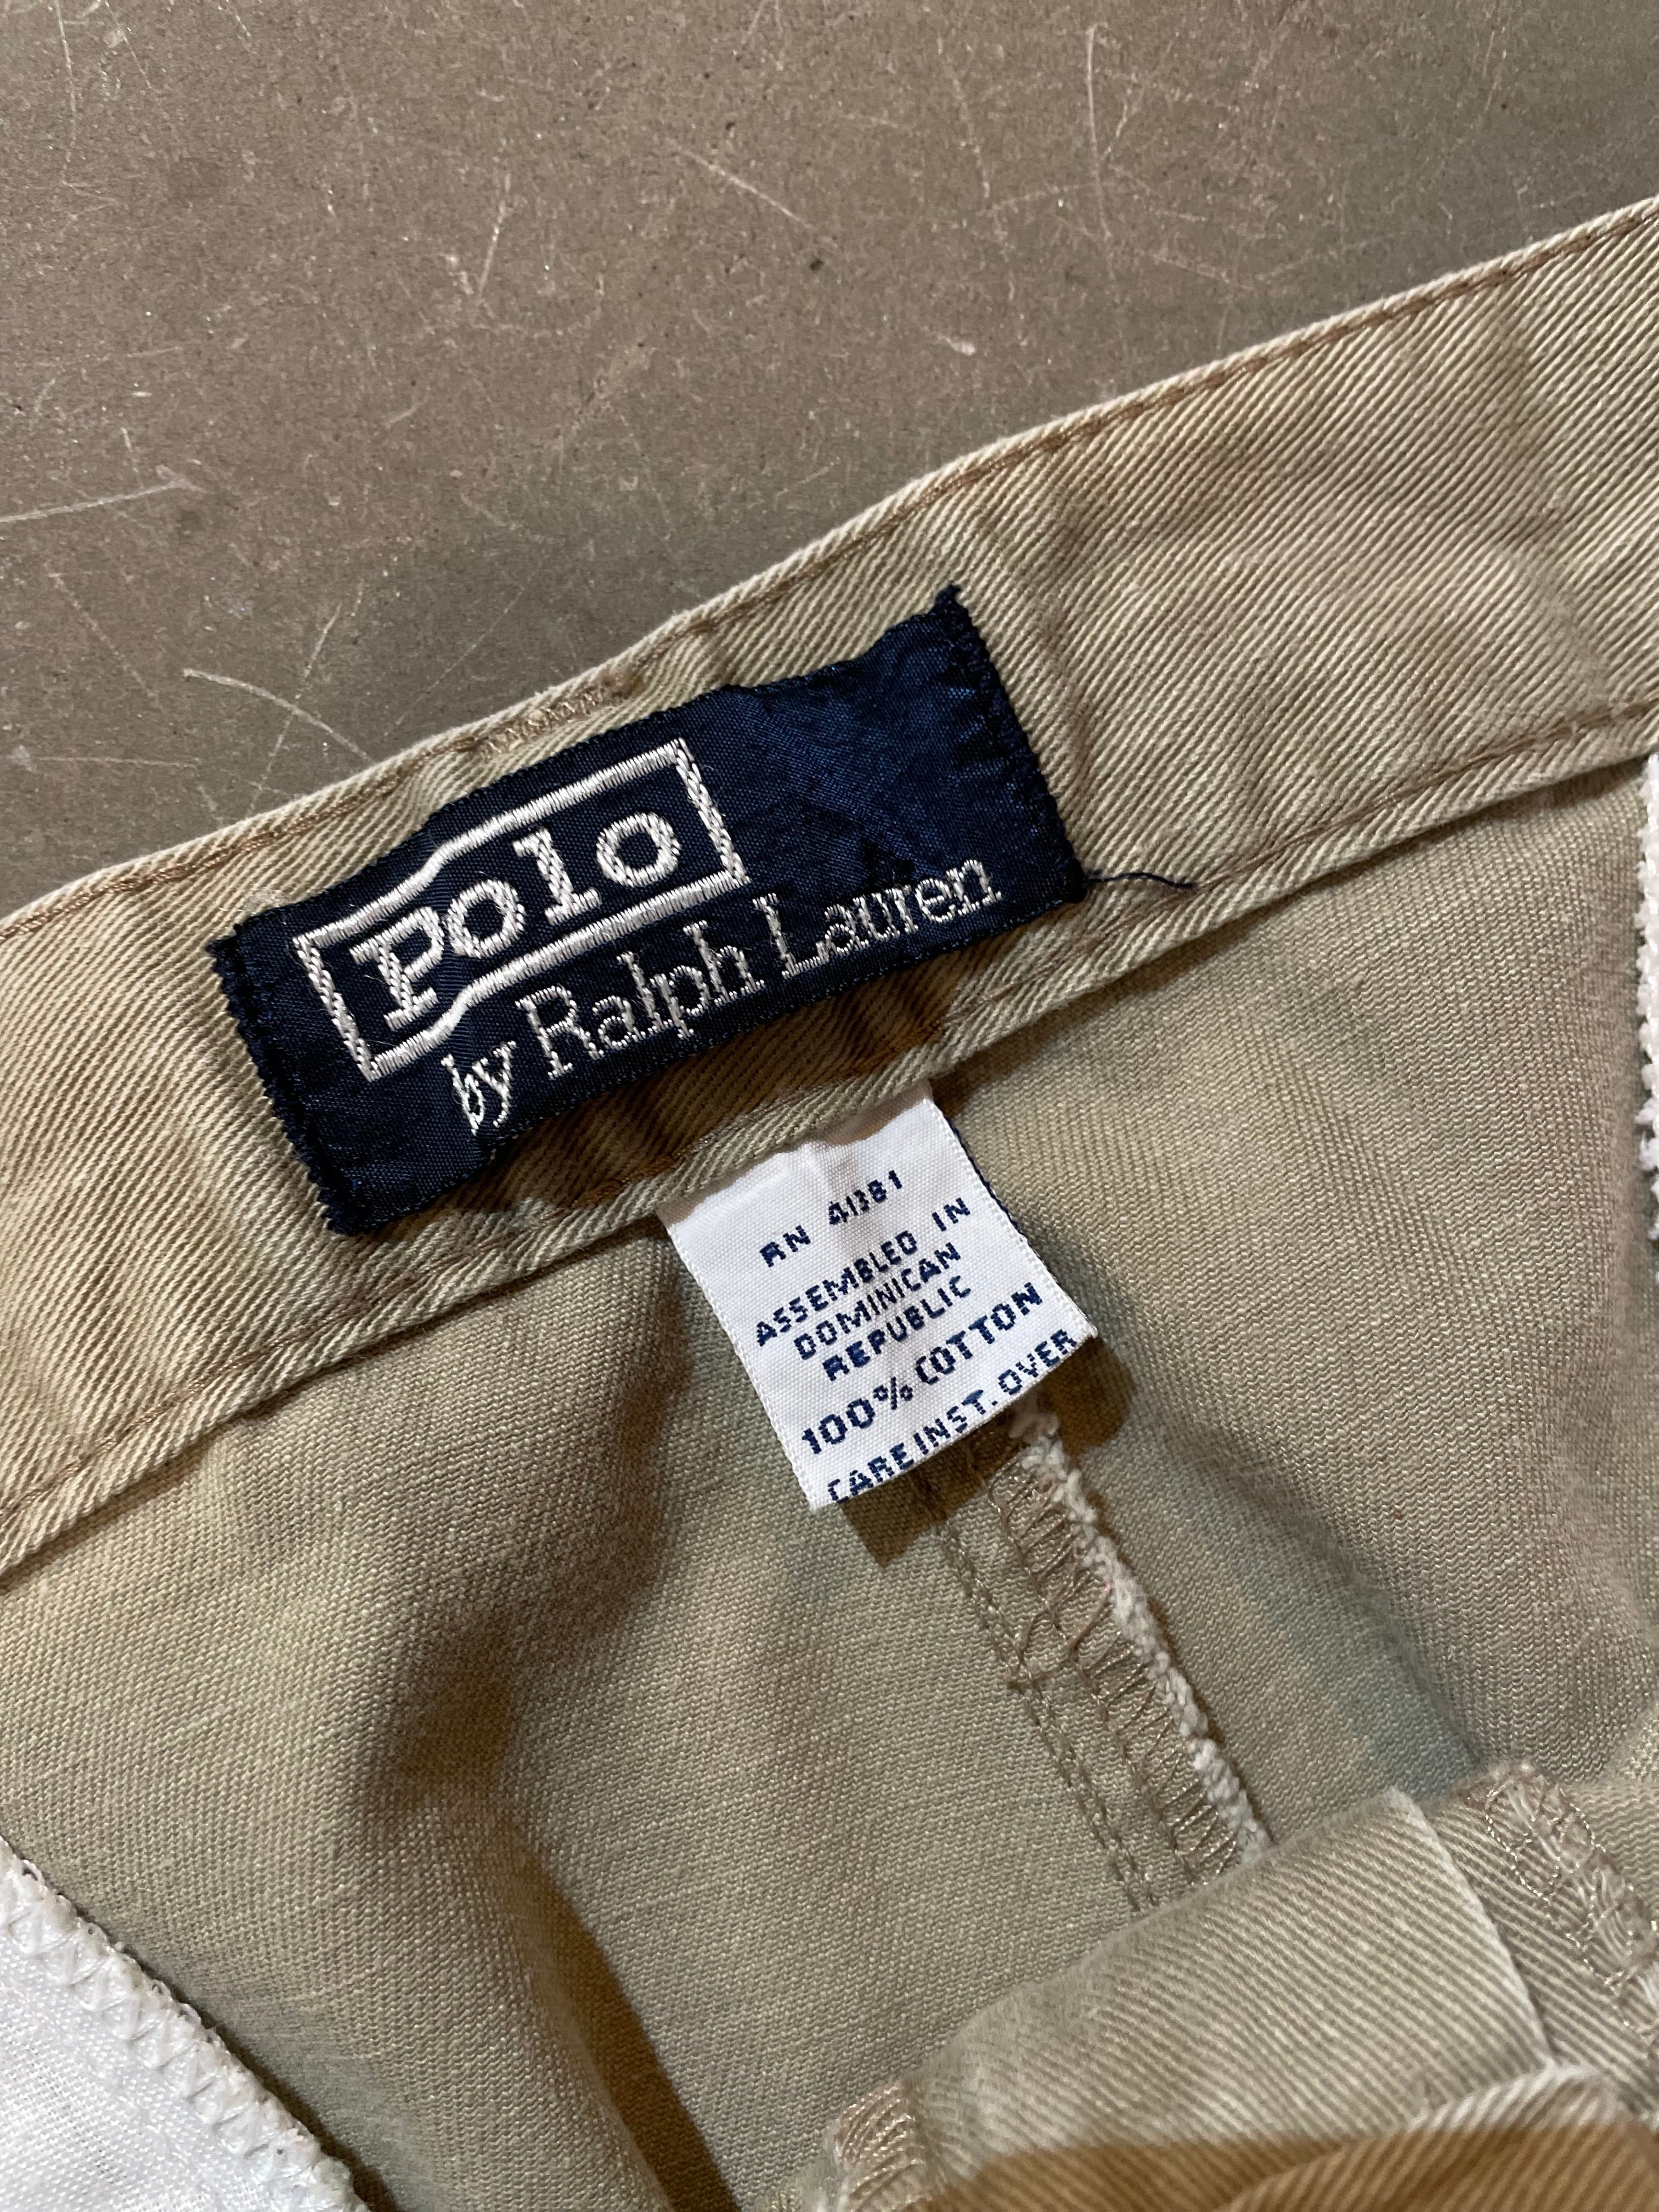 Polo
by Ralph Lauren
RN 41381
ASSEMBLED IN
DOMINICAN
REPUBLIC
100% COTTON
CARE INST. OVER